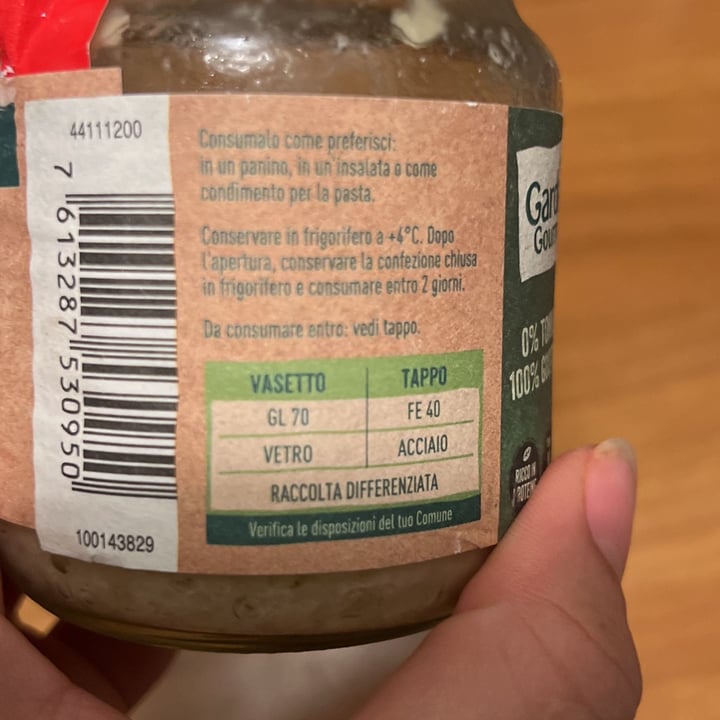 44111200
7 613287 530950
100143829
Consumalo come preferisci:
in un panino, in un'insalata o come
condimento per la pasta.
Conservare in frigorifero a +4°C. Dopo
l'apertura, conservare la confezione chiusa
in frigorifero e consumare entro 2 giorni.
Da consumare entro: vedi tappo.
VASETTO TAPPO
GL 70 FE 40
VETRO ACCIAIO
RACCOLTA DIFFERENZIATA
Verifica le disposizioni del tuo Comune
0%
100%
RICCO IN